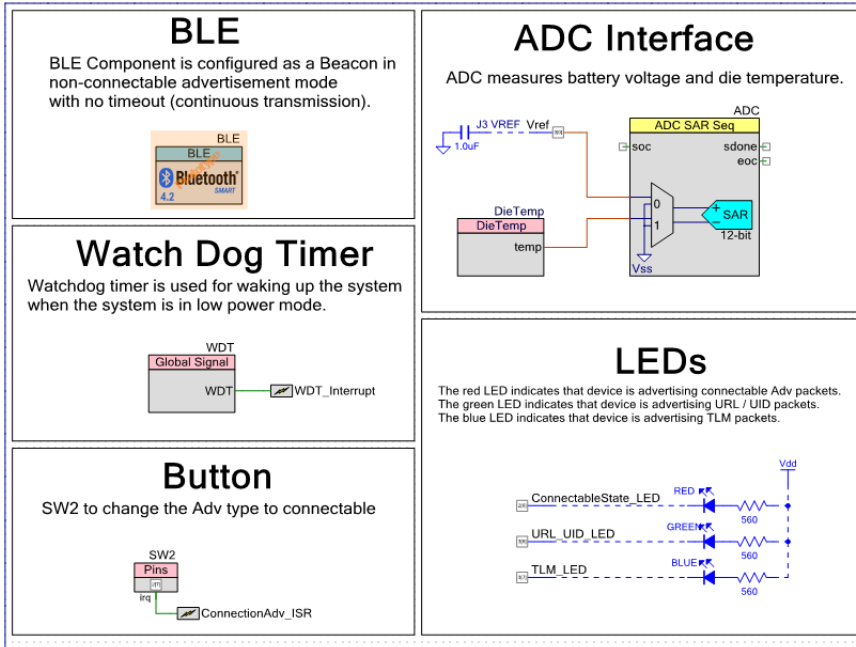 BLE
BLE Component is configured as a Beacon in
non-connectable advertisement mode
with no timeout (continuous transmission).
BLE
BLE
Bluetooth
SMART
4.2
Watch Dog Timer
Watchdog timer is used for waking up the system
when the system is in low power mode.
WDT
Global Signal
WDT
WDT_Interrupt
Button
SW2 to change the Adv type to connectable
SW2
Pins
irq
ConnectionAdv_ISR
ADC Interface
ADC measures battery voltage and die temperature.
ADC
J3 VREF
Vref
ADC SAR Seq
1.0uF
soc
sdone
eoc
0
SAR
DieTemp
DieTemp
1
12-bit
temp
Vss
LEDs
The red LED indicates that device is advertising connectable Adv packets.
The green LED indicates that device is advertising URL / UID packets.
The blue LED indicates that device is advertising TLM packets.
Vdd
ConnectableState_LED
RED
560
URL_UID_LED
GREEN
560
TLM_LED
BLUE
560